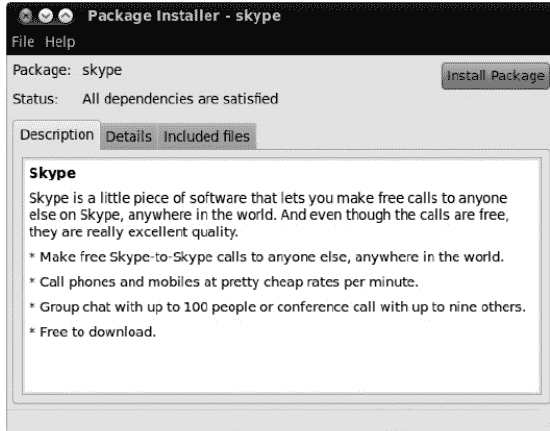 Package Installer - skype
File Help
Package: skype
Install Package
Status: All dependencies are satisfied
Description Details Included files
Skype
Skype is a little piece of software that lets you make free calls to anyone
else on Skype, anywhere in the world. And even though the calls are free,
they are really excellent quality.
* Make free Skype-to-Skype calls to anyone else, anywhere in the world.
* Call phones and mobiles at pretty cheap rates per minute.
* Group chat with up to 100 people or conference call with up to nine others.
* Free to download.